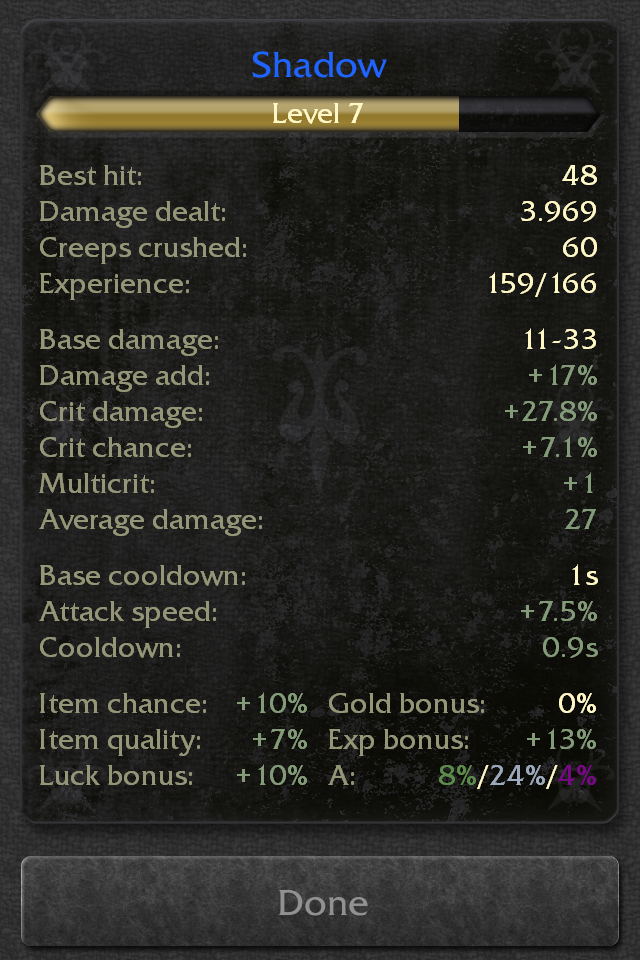 Shadow
Level 7
Best hit: 48
Damage dealt: 3.969
Creeps crushed: 60
Experience: 159/166
Base damage: 11-33
Damage add: +17%
Crit damage: +27.8%
Crit chance: +7.1%
Multicrit: +1
Average damage: 27
Base cooldown: 1s
Attack speed: +7.5%
Cooldown: 0.9s
Item chance: +10% Gold bonus: 0%
Item quality: +7% Exp bonus: +13%
Luck bonus: +10% A: 8%/24%/4%
Done